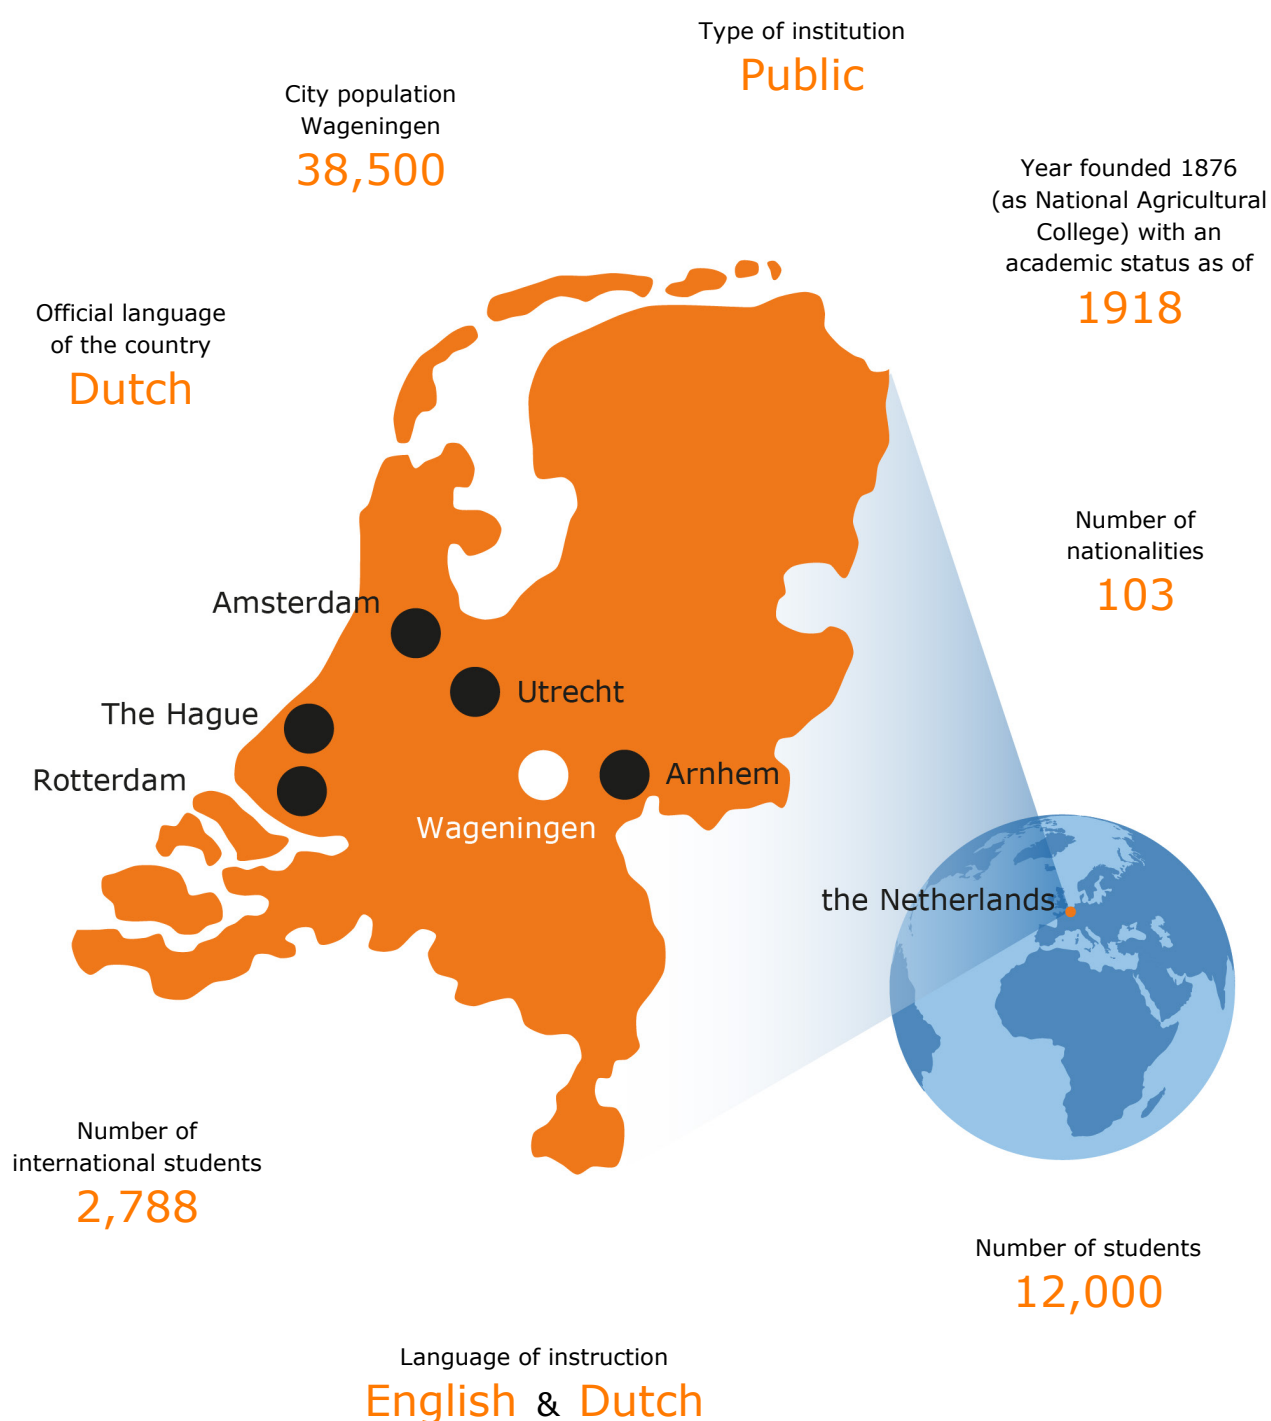 Type of institution
Public
City population
Wageningen
38,500
Year founded 1876
(as National Agricultural
College) with an
academic status as of
1918
Official language
of the country
Dutch
Number of
nationalities
103
Amsterdam
Utrecht
The Hague
Rotterdam
Arnhem
Wageningen
the Netherlands
Number of
international students
2,788
Number of students
12,000
Language of instruction
English & Dutch